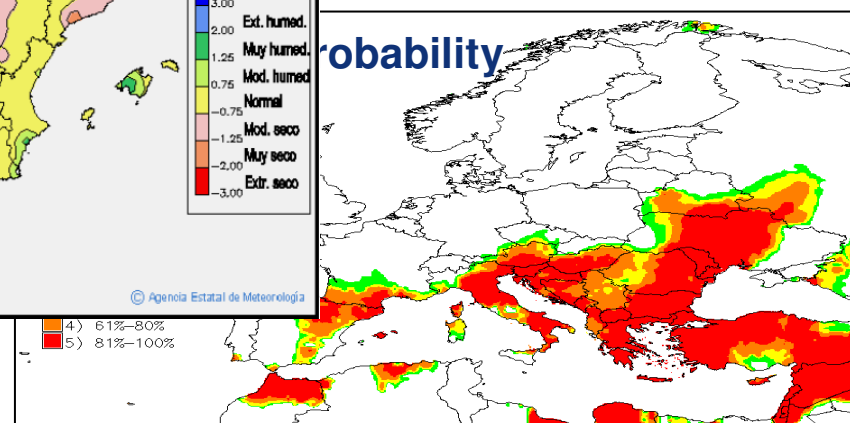 3.00
Ext. humed.
2.00
Muy humed.
1.25
Mod. humed
0.75
Normal
−0.75
Mod. seco
−1.25
Muy seco
−2.00
Extr. seco
−3.00
robability
© Agencia Estatal de Meteorología
4) 61%−80%
5) 81%−100%